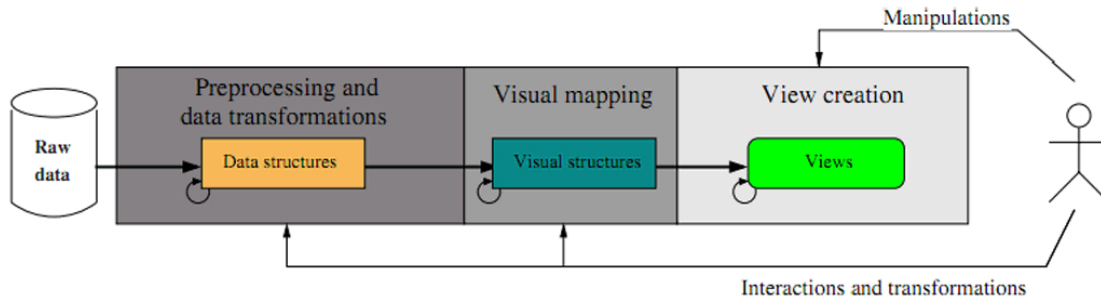 Manipulations
Preprocessing and
data transformations
Visual mapping
View creation
Raw
data
Data structures
Visual structures
Views
Interactions and transformations